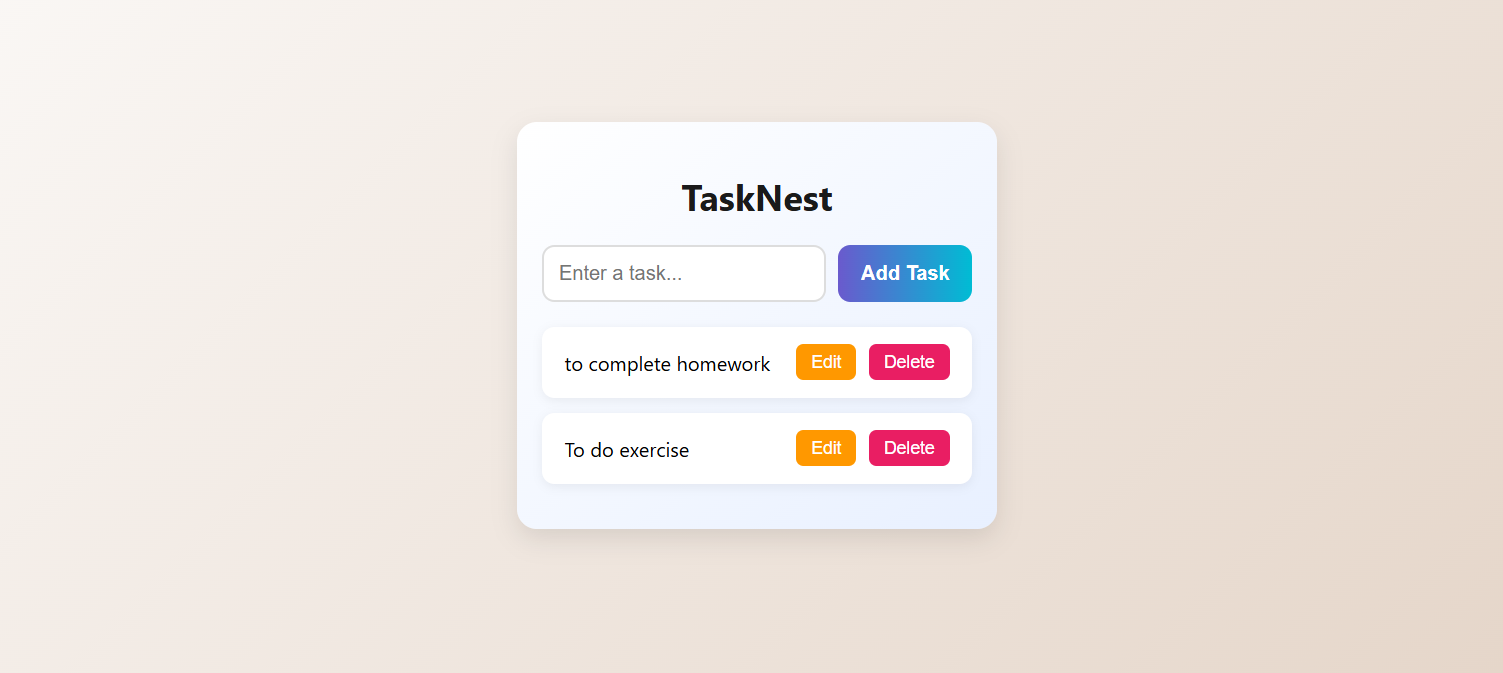 TaskNest
Enter a task... Add Task
to complete homework Edit Delete
To do exercise Edit Delete